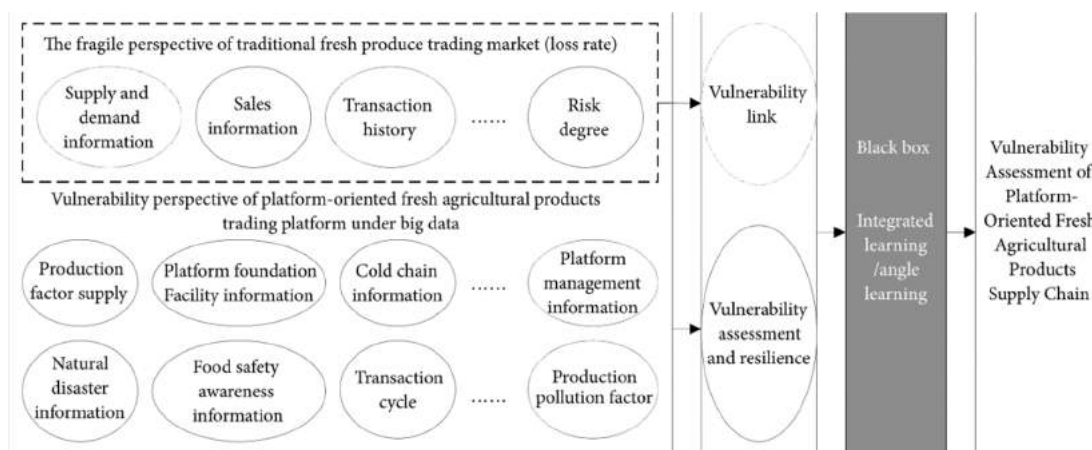 The fragile perspective of traditional fresh produce trading market (loss rate)
Supply and
demand
information
Sales
information
Transaction
history
......
Risk
degree
Vulnerability perspective of platform-oriented fresh agricultural products
trading platform under big data
Production
factor supply
Platform foundation
Facility information
Cold chain
information
......
Platform
management
information
Natural
disaster
information
Food safety
awareness
information
Transaction
cycle
......
Production
pollution factor
Vulnerability
link
Vulnerability
assessment
and resilience
Black box
Integrated
learning
/angle
learning
Vulnerability
Assessment of
Platform-
Oriented Fresh
Agricultural
Products
Supply Chain